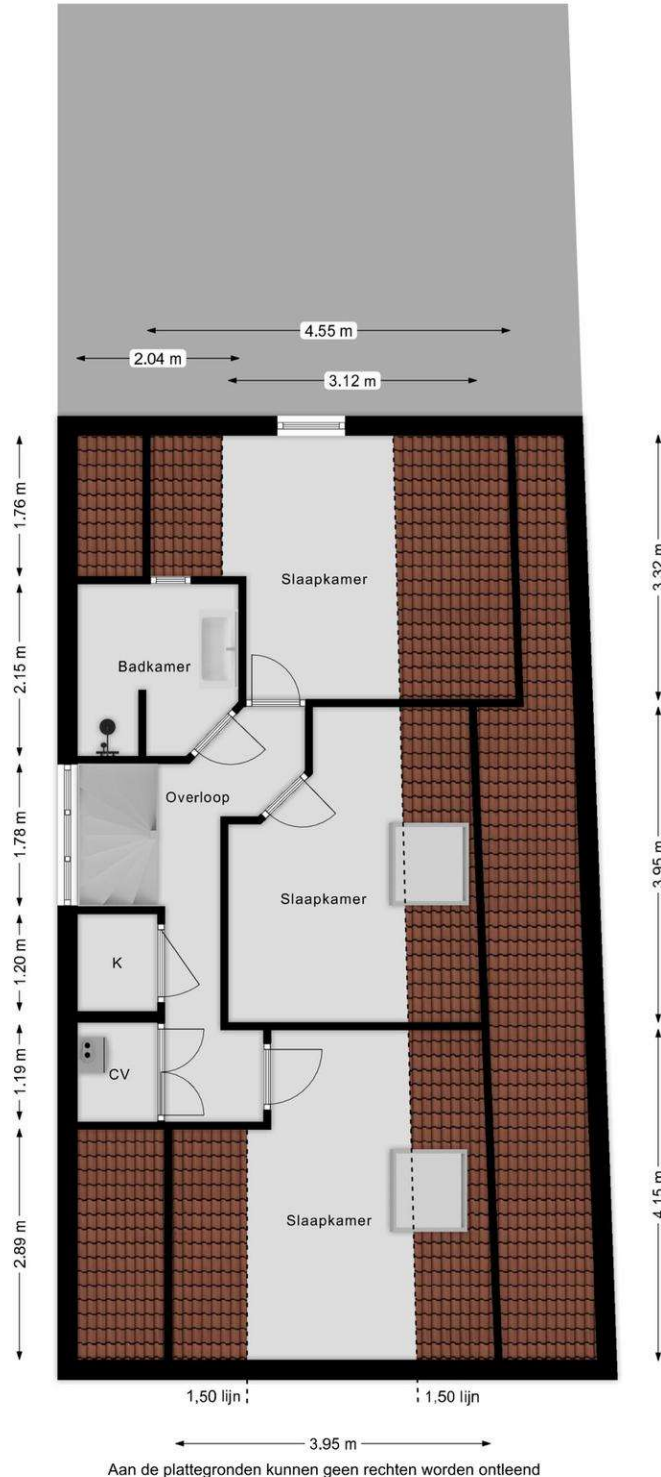 4.55 m
2.04 m
3.12 m
1.76 m
3.32 m
Slaapkamer
2.15 m
Badkamer
Overloop
1.78 m
3.95 m
Slaapkamer
K
1.20 m
CV
1.19 m
Slaapkamer
2.89 m
4.15 m
1,50 lijn
1,50 lijn
3.95 m
Aan de plattegronden kunnen geen rechten worden ontleend